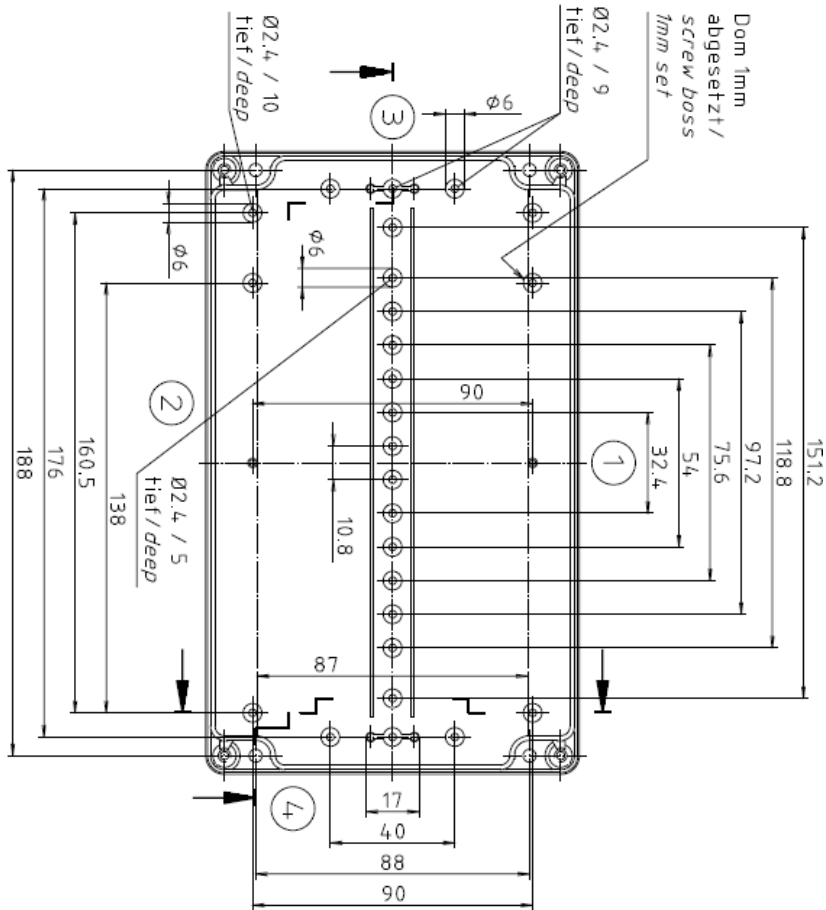 Dom 1mm
abgesetzt/
screw boss
1mm set
Ø2.4 / 9
tief/deep
Ø6
Ø2.4 / 10
tief/deep
3
Ø6
Ø6
2
1
90
10.8
32.4
54
75.6
97.2
118.8
151.2
Ø2.4 / 5
tief/deep
138
160.5
176
188
87
4
17
40
88
90